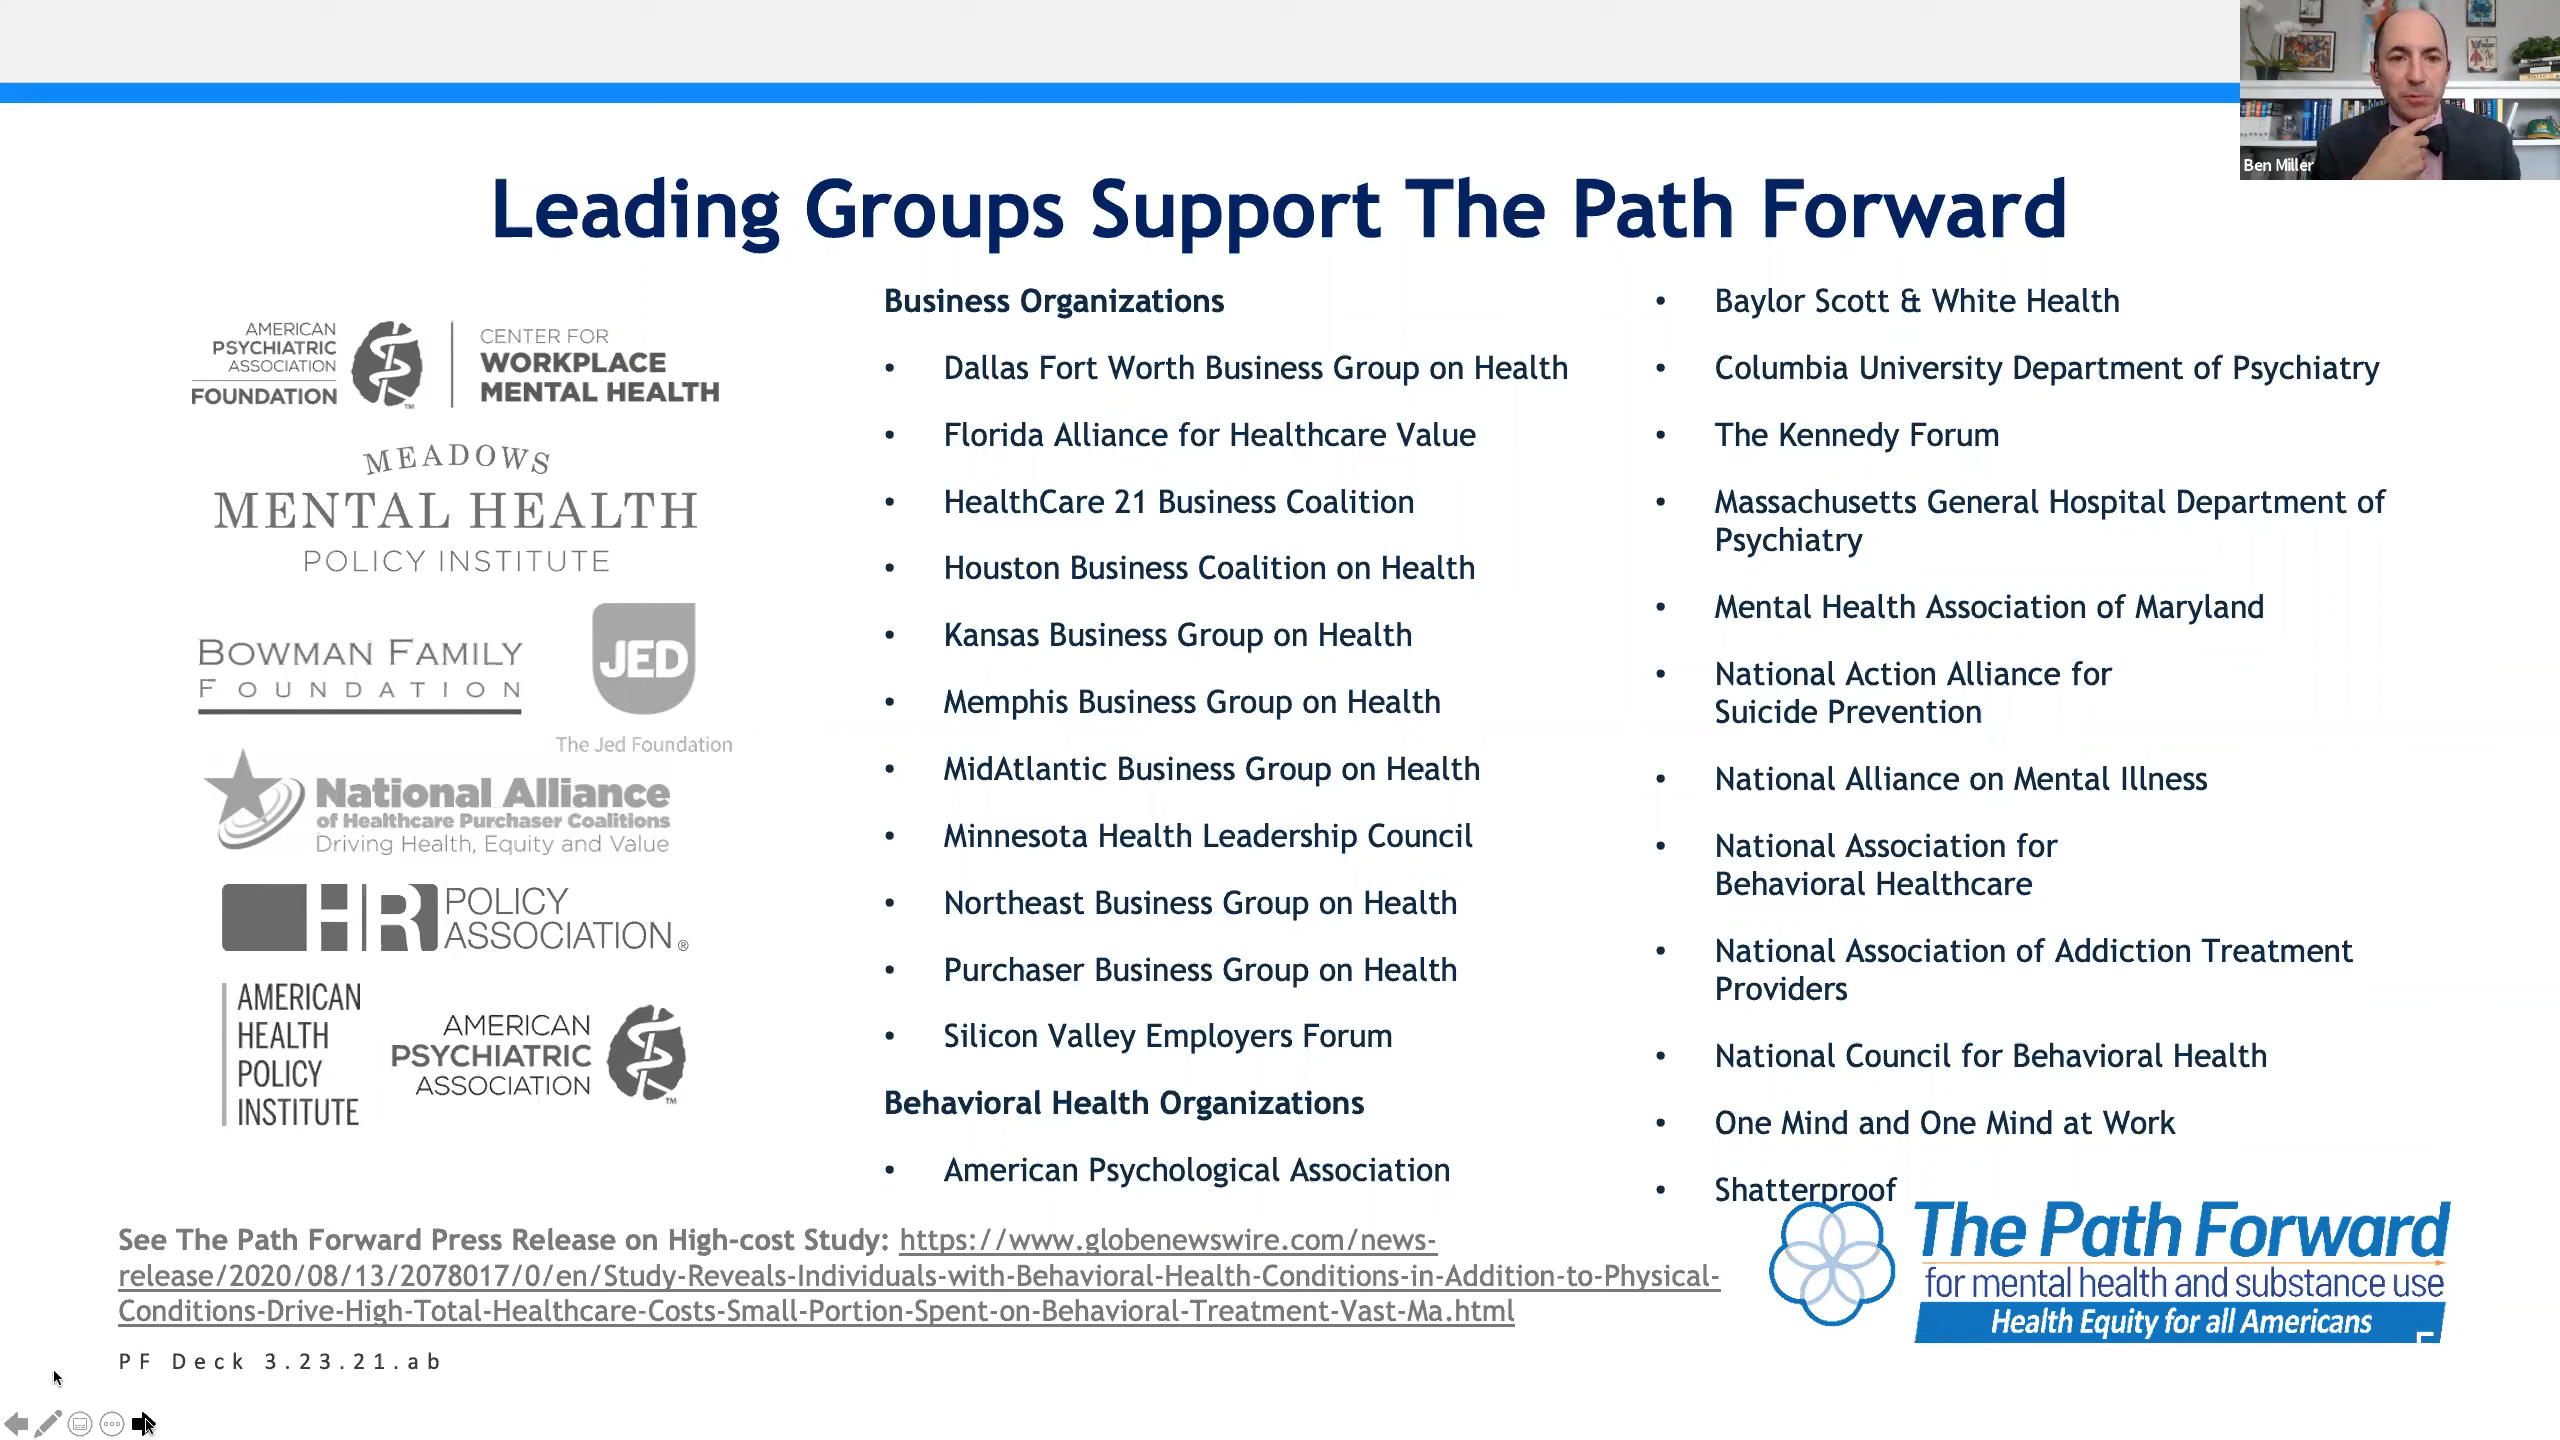 Ben Miller
Leading Groups Support The Path Forward
AMERICAN
PSYCHIATRIC
ASSOCIATION
FOUNDATION
TM
CENTER FOR
WORKPLACE
MENTAL HEALTH
MEADOWS
MENTAL HEALTH
POLICY INSTITUTE
BOWMAN FAMILY
FOUNDATION
JED
The Jed Foundation
National Alliance
of Healthcare Purchaser Coalitions
Driving Health, Equity and Value
HR POLICY
ASSOCIATION®
AMERICAN
HEALTH
POLICY
INSTITUTE
AMERICAN
PSYCHIATRIC
ASSOCIATION
TM
Business Organizations
• Dallas Fort Worth Business Group on Health
• Florida Alliance for Healthcare Value
• HealthCare 21 Business Coalition
• Houston Business Coalition on Health
• Kansas Business Group on Health
• Memphis Business Group on Health
• MidAtlantic Business Group on Health
• Minnesota Health Leadership Council
• Northeast Business Group on Health
• Purchaser Business Group on Health
• Silicon Valley Employers Forum
Behavioral Health Organizations
• American Psychological Association
• Baylor Scott & White Health
• Columbia University Department of Psychiatry
• The Kennedy Forum
• Massachusetts General Hospital Department of
Psychiatry
• Mental Health Association of Maryland
• National Action Alliance for
Suicide Prevention
• National Alliance on Mental Illness
• National Association for
Behavioral Healthcare
• National Association of Addiction Treatment
Providers
• National Council for Behavioral Health
• One Mind and One Mind at Work
• Shatterproof
See The Path Forward Press Release on High-cost Study: https://www.globenewswire.com/news-
release/2020/08/13/2078017/0/en/Study-Reveals-Individuals-with-Behavioral-Health-Conditions-in-Addition-to-Physical-
Conditions-Drive-High-Total-Healthcare-Costs-Small-Portion-Spent-on-Behavioral-Treatment-Vast-Ma.html
The Path Forward
for mental health and substance use
Health Equity for all Americans
PF Deck 3.23.21.ab